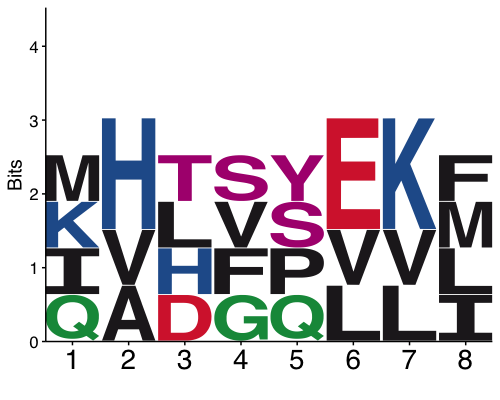 4
3
2
1
0
Bits
M H T S Y E K F
K V L V S V V M
I A H F P L L L
Q D G Q I
1 2 3 4 5 6 7 8